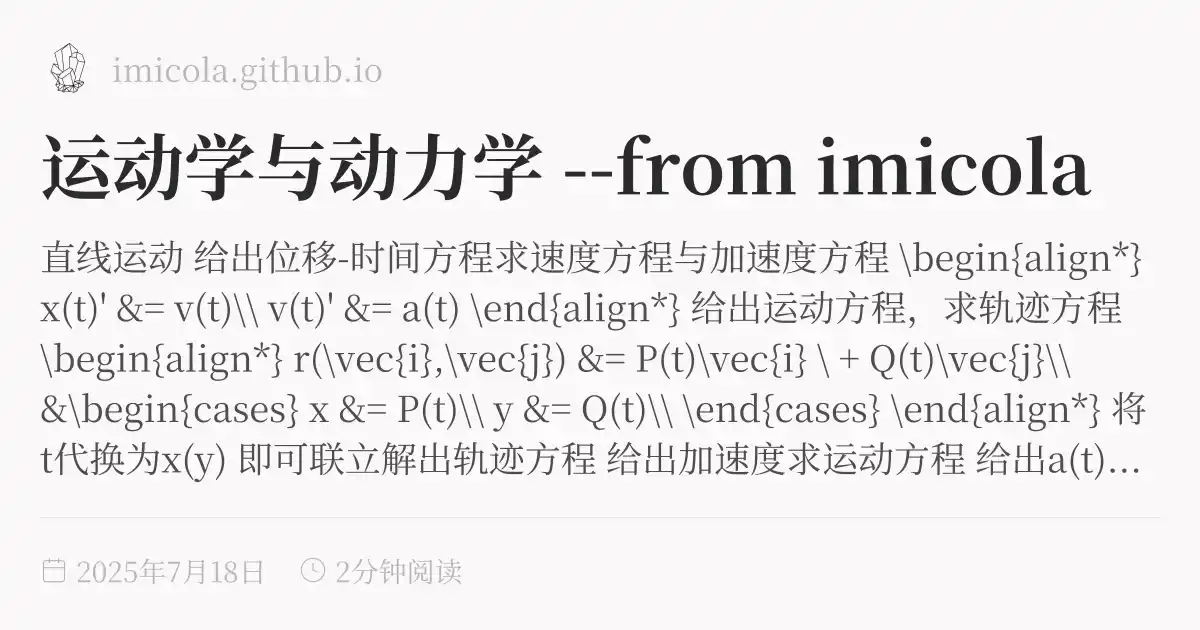 imicola.github.io
运动学与动力学 --from imicola
直线运动 给出位移-时间方程求速度方程与加速度方程 \begin{align*}
x(t)' &= v(t)\\ v(t)' &= a(t) \end{align*} 给出运动方程，求轨迹方程
\begin{align*} r(\vec{i},\vec{j}) &= P(t)\vec{i} \ + Q(t)\vec{j}\\
&\begin{cases} x &= P(t)\\ y &= Q(t)\\ \end{cases} \end{align*} 将
t代换为x(y) 即可联立解出轨迹方程 给出加速度求运动方程 给出a(t)...
2025年7月18日 2分钟阅读